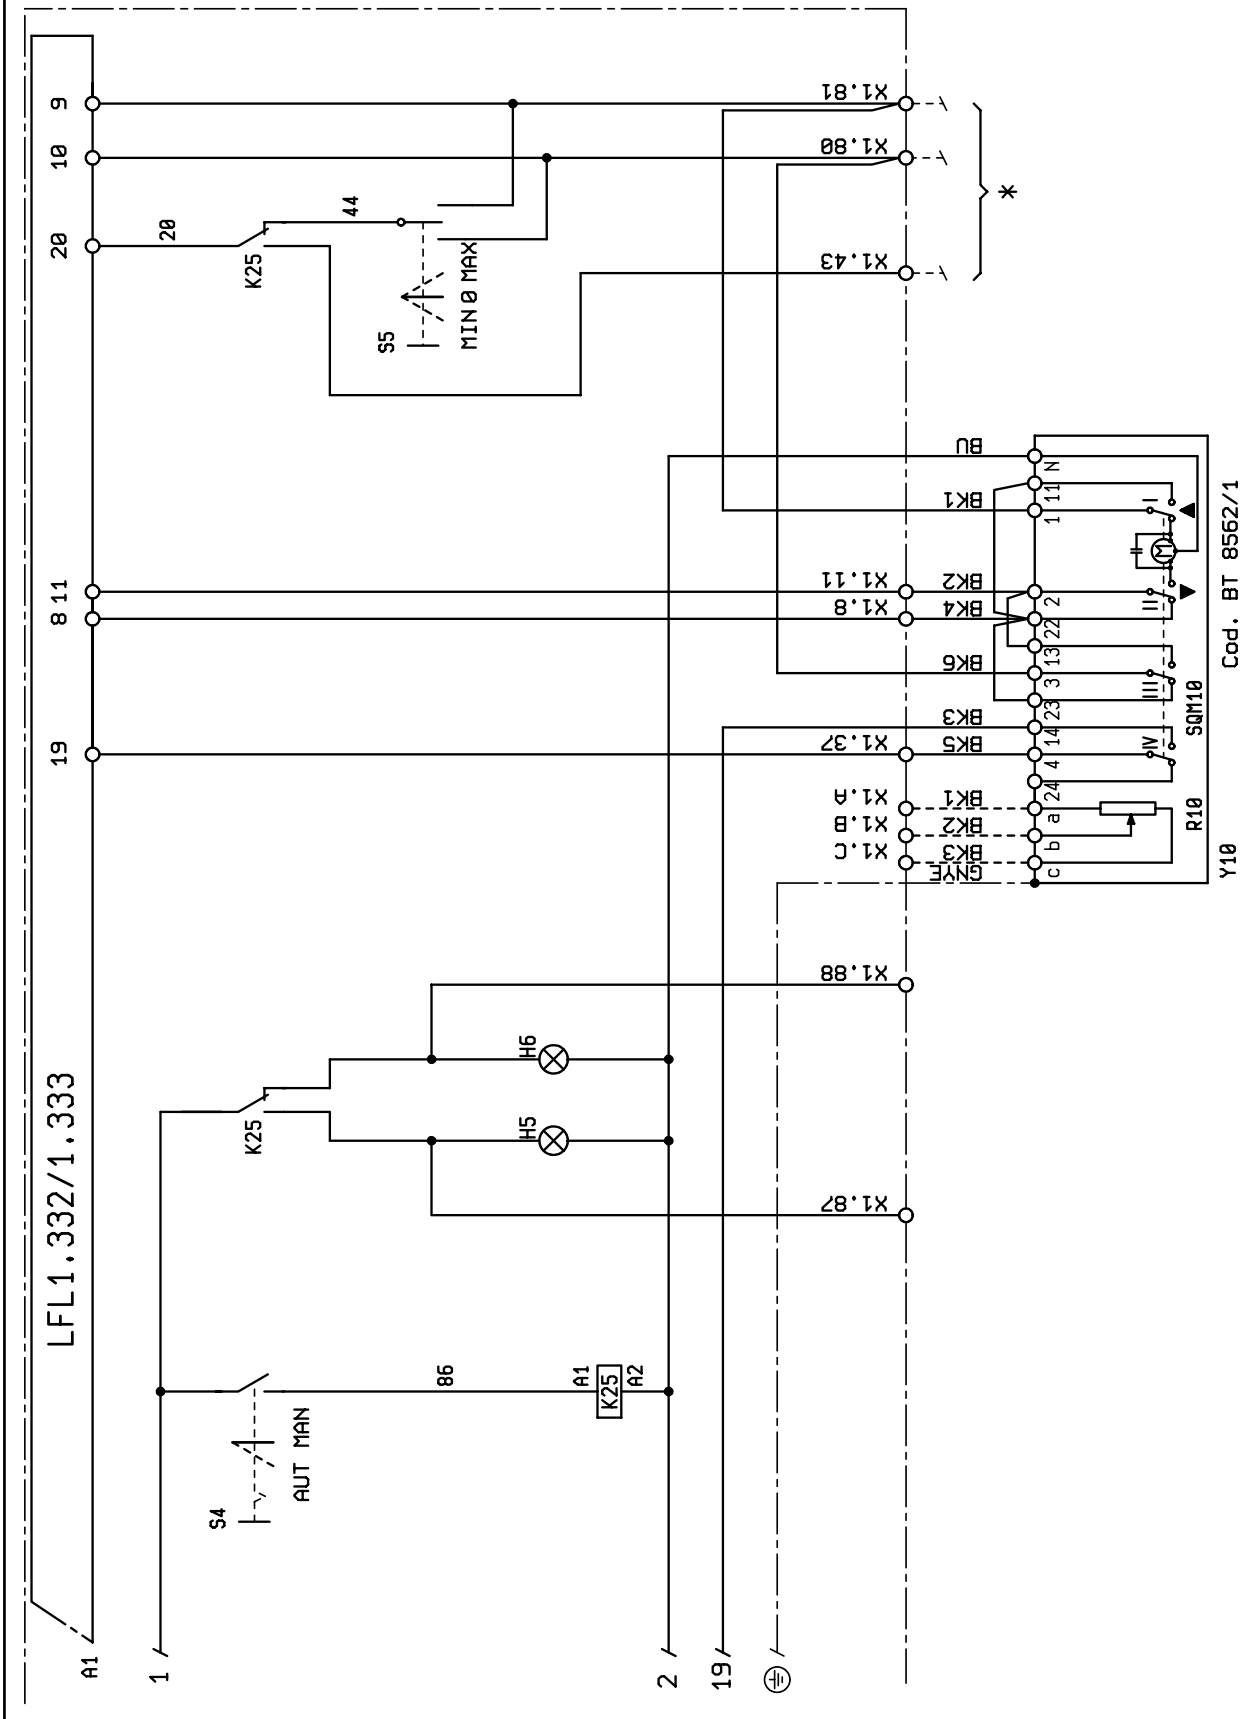 LFL1.332/1.333
A1
19
8
11
20
10
9
1
S4
AUT MAN
K25
K25
20
44
S5
MIN 0 MAX
86
A1
K25
A2
H5
H6
2
19
X1.87
X1.88
X1.C
X1.B
X1.A
X1.37
X1.8
X1.11
X1.43
X1.80
X1.81
*
GNYE
BK3
BK2
BK1
BK5
BK3
BK6
BK4
BK2
BK1
BU
c
b
a
24
4
14
23
3
13
22
2
1
11
N
IV
III
II
I
M
R10
SQM10
Y10
Cod. BT 8562/1